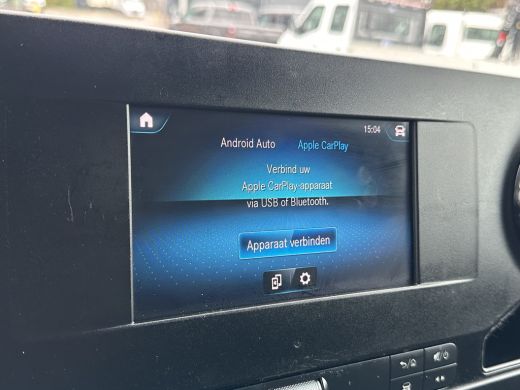 15:04
Android Auto Apple CarPlay
Verbind uw
Apple CarPlay-apparaat
via USB of Bluetooth.
Apparaat verbinden